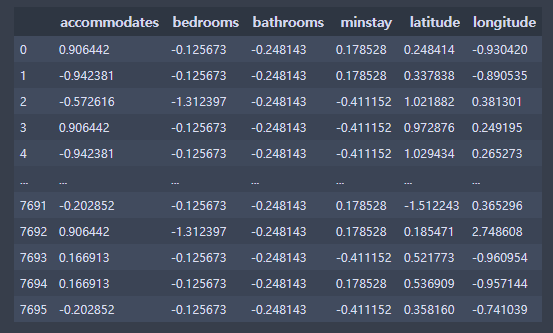 accommodates bedrooms bathrooms minstay latitude longitude
0 0.906442 -0.125673 -0.248143 0.178528 0.248414 -0.930420
1 -0.942381 -0.125673 -0.248143 0.178528 0.337838 -0.890535
2 -0.572616 -1.312397 -0.248143 -0.411152 1.021882 0.381301
3 0.906442 -0.125673 -0.248143 -0.411152 0.972876 0.249195
4 -0.942381 -0.125673 -0.248143 -0.411152 1.029434 0.265273
... ... ... ... ... ... ...
7691 -0.202852 -0.125673 -0.248143 0.178528 -1.512243 0.365296
7692 0.906442 -1.312397 -0.248143 0.178528 0.185471 2.748608
7693 0.166913 -0.125673 -0.248143 -0.411152 0.521773 -0.960954
7694 0.166913 -0.125673 -0.248143 0.178528 0.536909 -0.957144
7695 -0.202852 -0.125673 -0.248143 -0.411152 0.358160 -0.741039